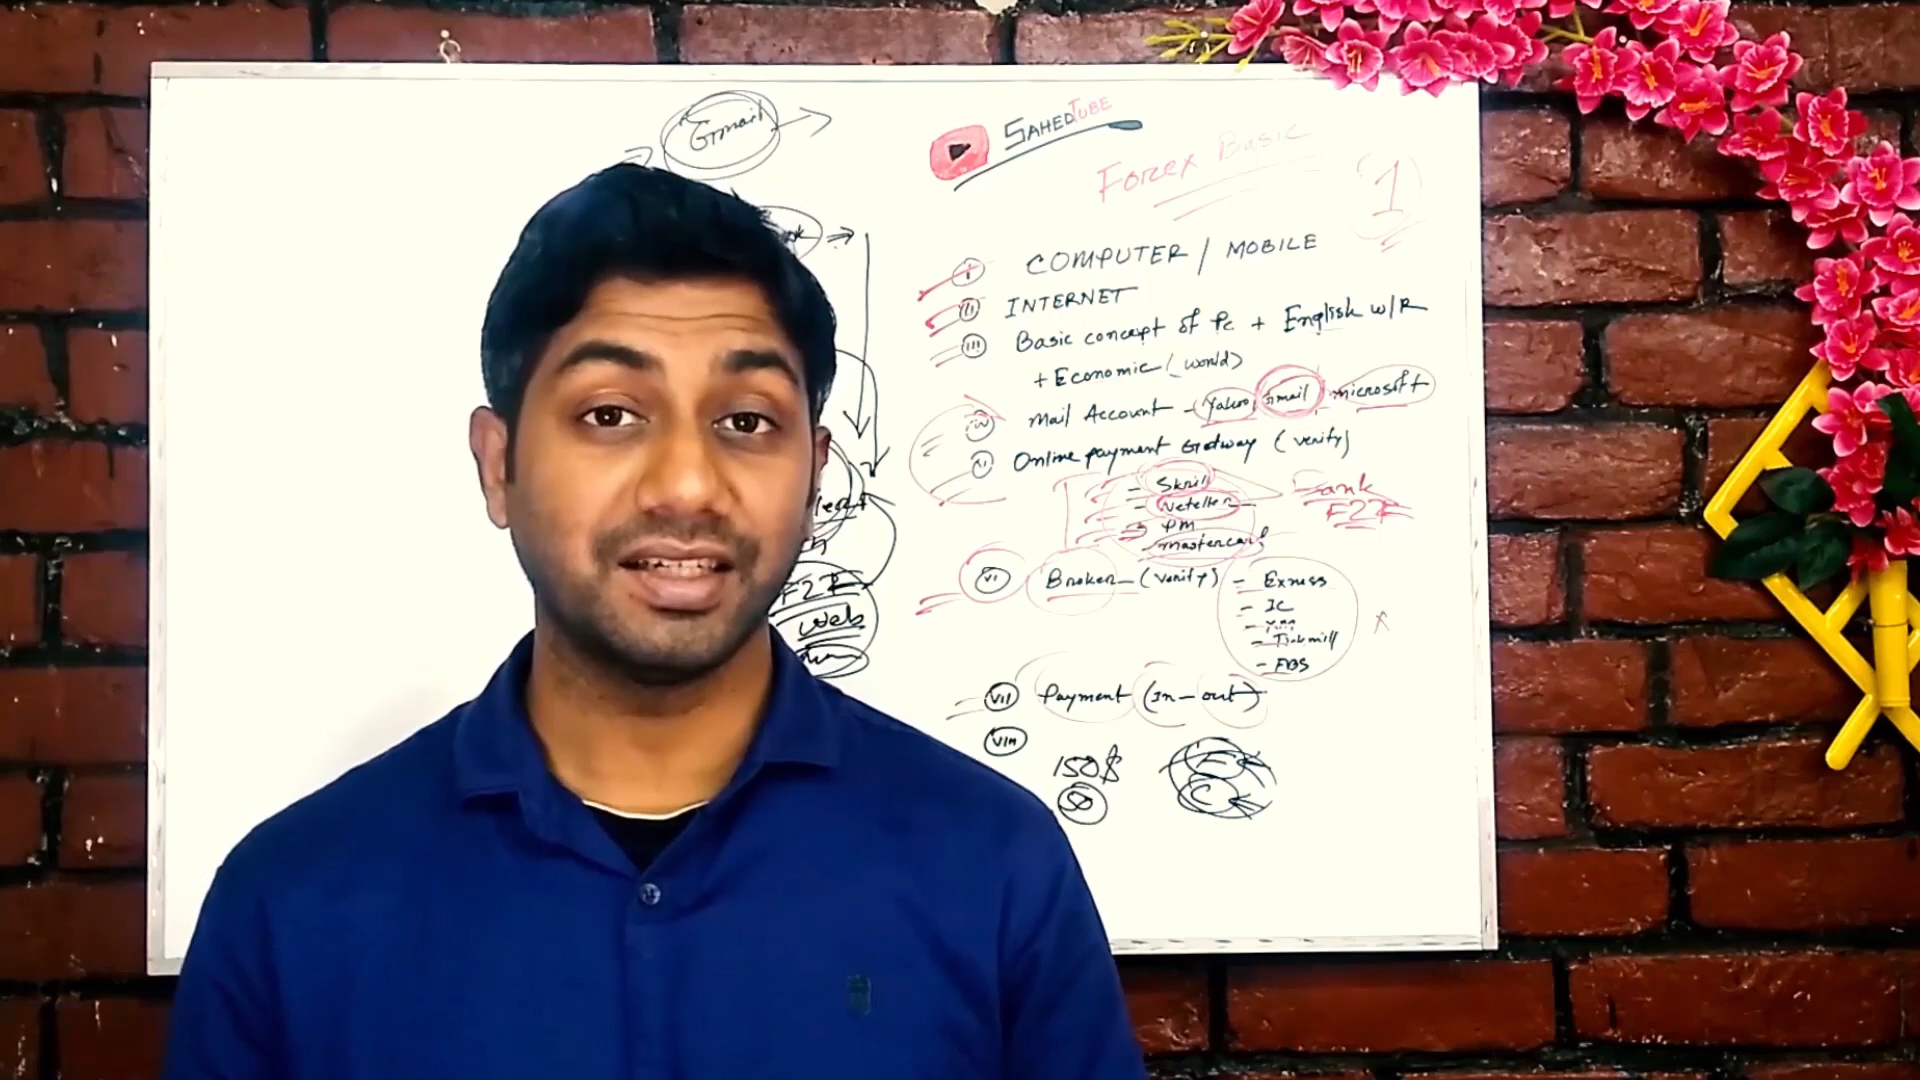 Gmail
SAHEDTUBE
Forex Basic
1
I COMPUTER / MOBILE
II INTERNET
III Basic concept of Pc + English W/R
+ Economic (world)
IV Mail Account - Yahoo, Gmail, microsoft
Online payment Gatway (verify)
- Skrill
- Neteller
PM
mastercard
Bank
F2F
VI Broker - (verify) - Exness
- IC
- Tickmill
- FBS
VII Payment (In - out)
VIII
150$
F2F
web